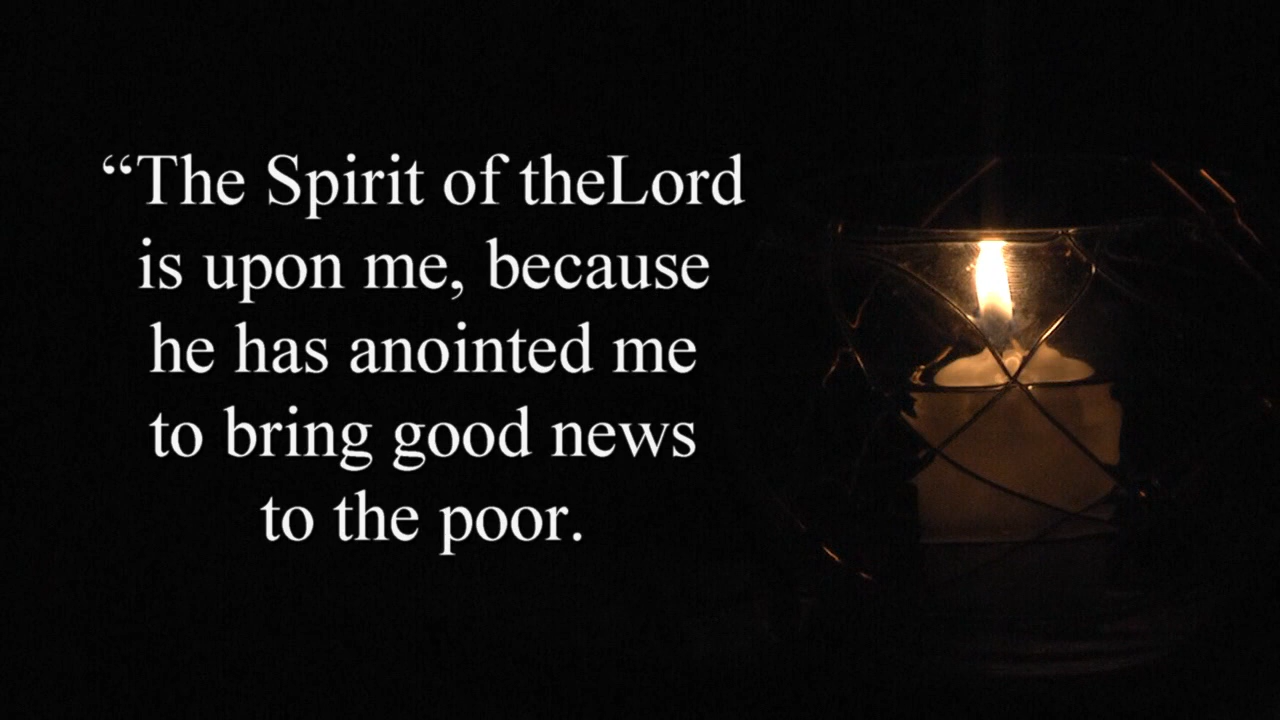 “The Spirit of theLord
is upon me, because
he has anointed me
to bring good news
to the poor.